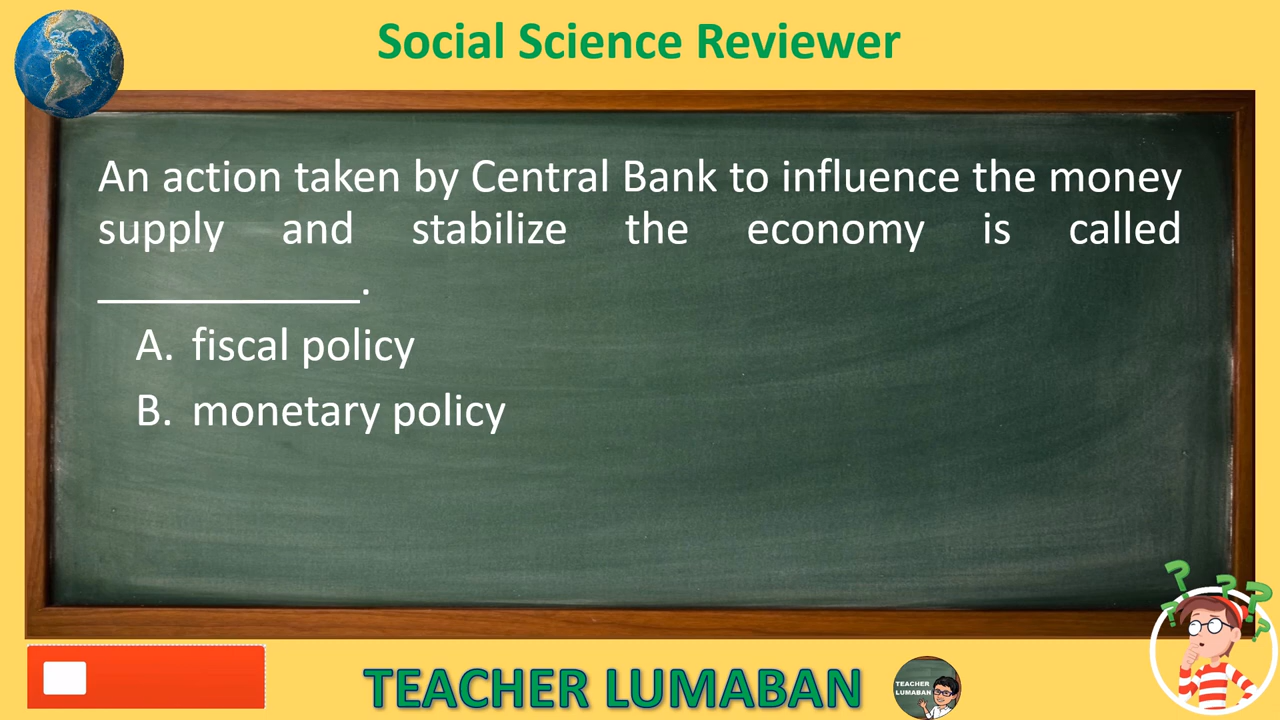 Social Science Reviewer
An action taken by Central Bank to influence the money
supply and stabilize the economy is called
____________.
A. fiscal policy
B. monetary policy
TEACHER LUMABAN
TEACHER
LUMABAN